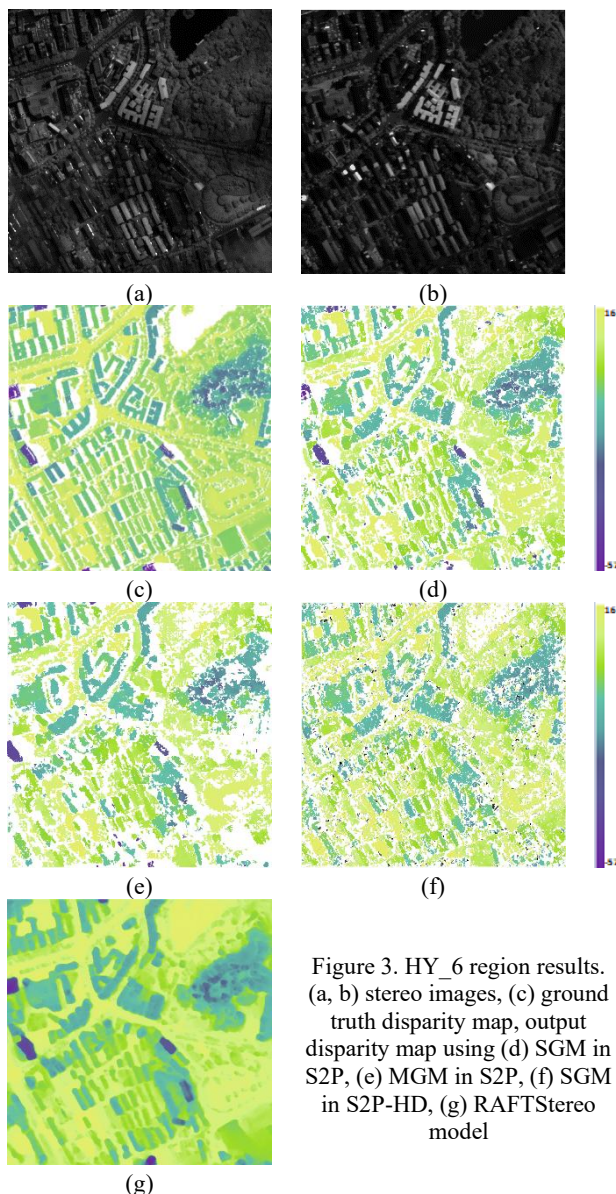 (a)
(b)
16
-57
(c)
(d)
16
-57
(e)
(f)
(g)
Figure 3. HY_6 region results.
(a, b) stereo images, (c) ground
truth disparity map, output
disparity map using (d) SGM in
S2P, (e) MGM in S2P, (f) SGM
in S2P-HD, (g) RAFTStereo
model